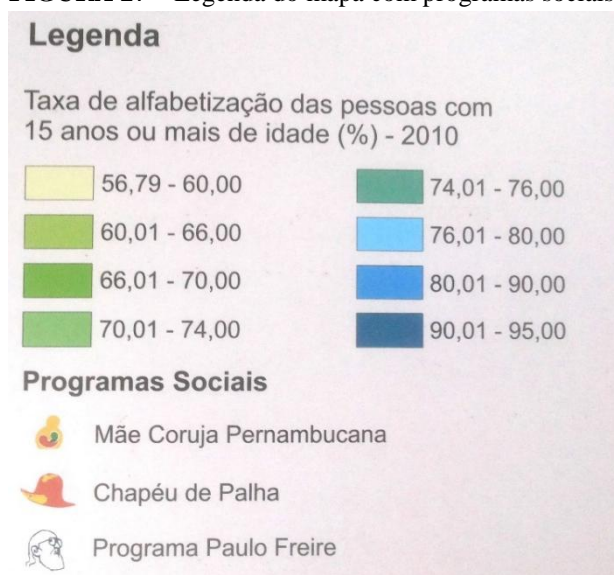 Legenda
Taxa de alfabetização das pessoas com
15 anos ou mais de idade (%) - 2010
56,79 - 60,00
60,01 - 66,00
66,01 - 70,00
70,01 - 74,00
74,01 - 76,00
76,01 - 80,00
80,01 - 90,00
90,01 - 95,00
Programas Sociais
Mãe Coruja Pernambucana
Chapéu de Palha
Programa Paulo Freire